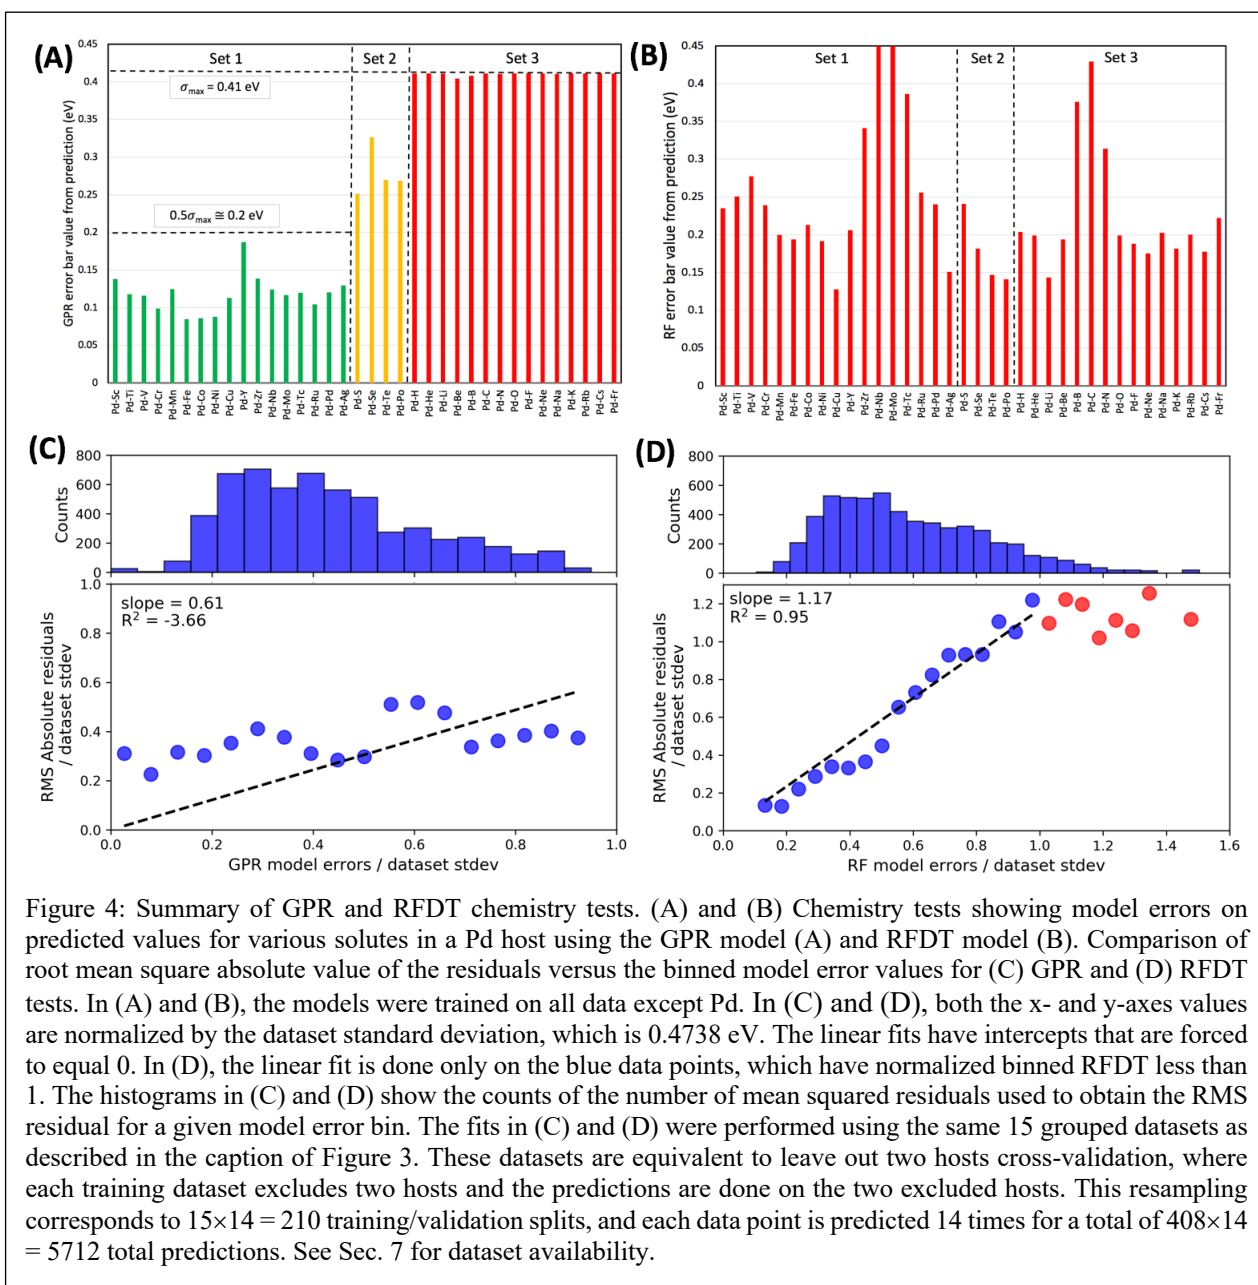 (A)
Set 1 Set 2 Set 3
0.45
0.4
0.35
0.3
0.25
0.2
0.15
0.1
0.05
0
GPR error bar value from prediction (eV)
σmax = 0.41 eV
0.5σmax ≅ 0.2 eV
Pd-Sc
Pd-Ti
Pd-V
Pd-Cr
Pd-Mn
Pd-Fe
Pd-Co
Pd-Ni
Pd-Cu
Pd-Y
Pd-Zr
Pd-Nb
Pd-Mo
Pd-Tc
Pd-Ru
Pd-Pd
Pd-Ag
Pd-S
Pd-Se
Pd-Te
Pd-Po
Pd-H
Pd-He
Pd-Li
Pd-Be
Pd-B
Pd-C
Pd-N
Pd-O
Pd-F
Pd-Ne
Pd-Na
Pd-K
Pd-Rb
Pd-Cs
Pd-Fr
(B)
Set 1 Set 2 Set 3
0.45
0.4
0.35
0.3
0.25
0.2
0.15
0.1
0.05
0
RF error bar value from prediction (eV)
Pd-Sc
Pd-Ti
Pd-V
Pd-Cr
Pd-Mn
Pd-Fe
Pd-Co
Pd-Ni
Pd-Cu
Pd-Y
Pd-Zr
Pd-Nb
Pd-Mo
Pd-Tc
Pd-Ru
Pd-Pd
Pd-Ag
Pd-S
Pd-Se
Pd-Te
Pd-Po
Pd-H
Pd-He
Pd-Li
Pd-Be
Pd-B
Pd-C
Pd-N
Pd-O
Pd-F
Pd-Ne
Pd-Na
Pd-K
Pd-Rb
Pd-Cs
Pd-Fr
(C)
800
600
400
200
0
Counts
1.0
0.8
0.6
0.4
0.2
0.0
RMS Absolute residuals
/ dataset stdev
slope = 0.61
R² = -3.66
0.0 0.2 0.4 0.6 0.8 1.0
GPR model errors / dataset stdev
(D)
800
600
400
200
0
Counts
1.2
1.0
0.8
0.6
0.4
0.2
0.0
RMS Absolute residuals
/ dataset stdev
slope = 1.17
R² = 0.95
0.0 0.2 0.4 0.6 0.8 1.0 1.2 1.4 1.6
RF model errors / dataset stdev
Figure 4: Summary of GPR and RFDT chemistry tests. (A) and (B) Chemistry tests showing model errors on
predicted values for various solutes in a Pd host using the GPR model (A) and RFDT model (B). Comparison of
root mean square absolute value of the residuals versus the binned model error values for (C) GPR and (D) RFDT
tests. In (A) and (B), the models were trained on all data except Pd. In (C) and (D), both the x- and y-axes values
are normalized by the dataset standard deviation, which is 0.4738 eV. The linear fits have intercepts that are forced
to equal 0. In (D), the linear fit is done only on the blue data points, which have normalized binned RFDT less than
1. The histograms in (C) and (D) show the counts of the number of mean squared residuals used to obtain the RMS
residual for a given model error bin. The fits in (C) and (D) were performed using the same 15 grouped datasets as
described in the caption of Figure 3. These datasets are equivalent to leave out two hosts cross-validation, where
each training dataset excludes two hosts and the predictions are done on the two excluded hosts. This resampling
corresponds to 15×14 = 210 training/validation splits, and each data point is predicted 14 times for a total of 408×14
= 5712 total predictions. See Sec. 7 for dataset availability.